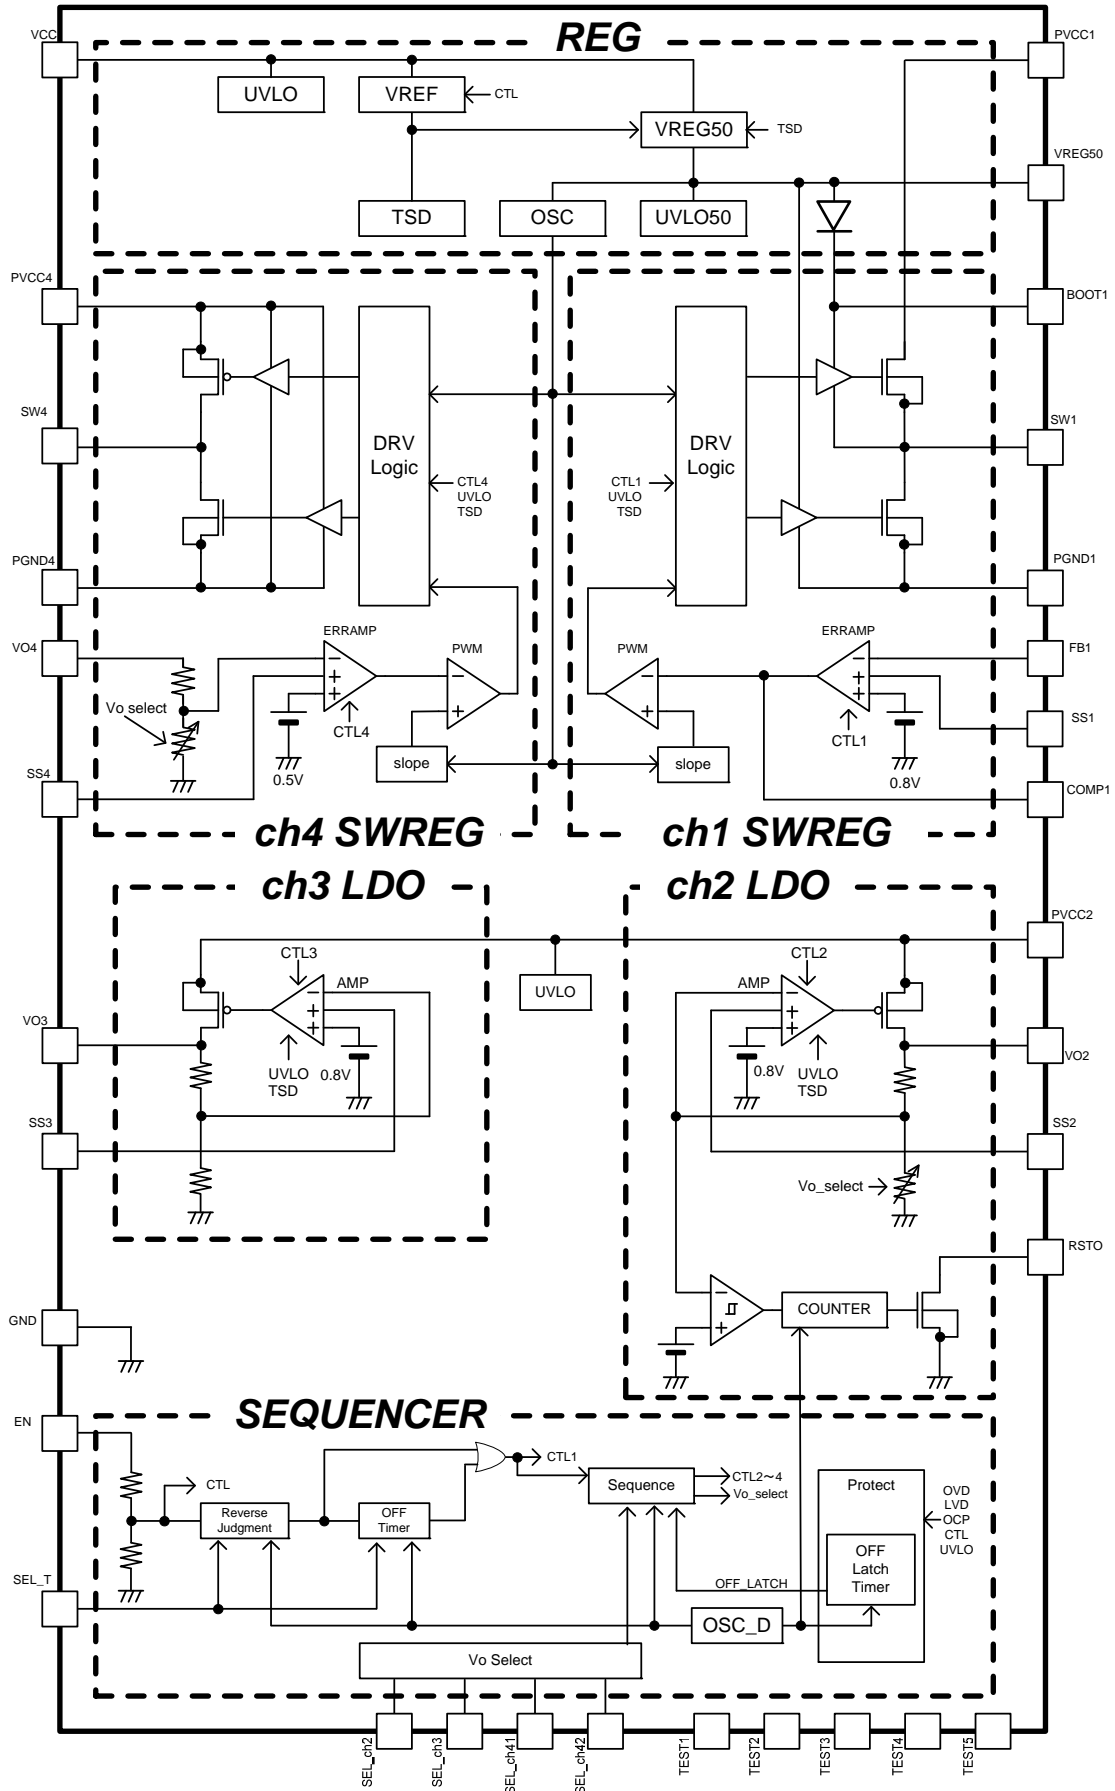 REG
VCC
PVCC1
UVLO
VREF
CTL
VREG50
TSD
VREG50
TSD
OSC
UVLO50
PVCC4
BOOT1
SW4
SW1
DRV
Logic
DRV
Logic
CTL4
UVLO
TSD
CTL1
UVLO
TSD
PGND4
PGND1
VO4
ERRAMP
PWM
PWM
ERRAMP
FB1
−
+
+
−
+
−
+
−
+
+
Vo select
CTL4
CTL1
SS1
0.5V
slope
slope
0.8V
SS4
COMP1
ch4 SWREG
ch1 SWREG
ch3 LDO
ch2 LDO
PVCC2
CTL3
CTL2
AMP
UVLO
AMP
−
+
+
−
+
+
VO3
VO2
UVLO
TSD
0.8V
0.8V
UVLO
TSD
SS3
SS2
Vo_select
RSTO
−
+
COUNTER
GND
SEQUENCER
EN
CTL
CTL1
Reverse
Judgment
OFF
Timer
Sequence
CTL2～4
Vo_select
Protect
OVD
LVD
OCP
CTL
UVLO
OFF
Latch
Timer
OFF_LATCH
SEL_T
OSC_D
Vo Select
SEL_ch2
SEL_ch3
SEL_ch41
SEL_ch42
TEST1
TEST2
TEST3
TEST4
TEST5